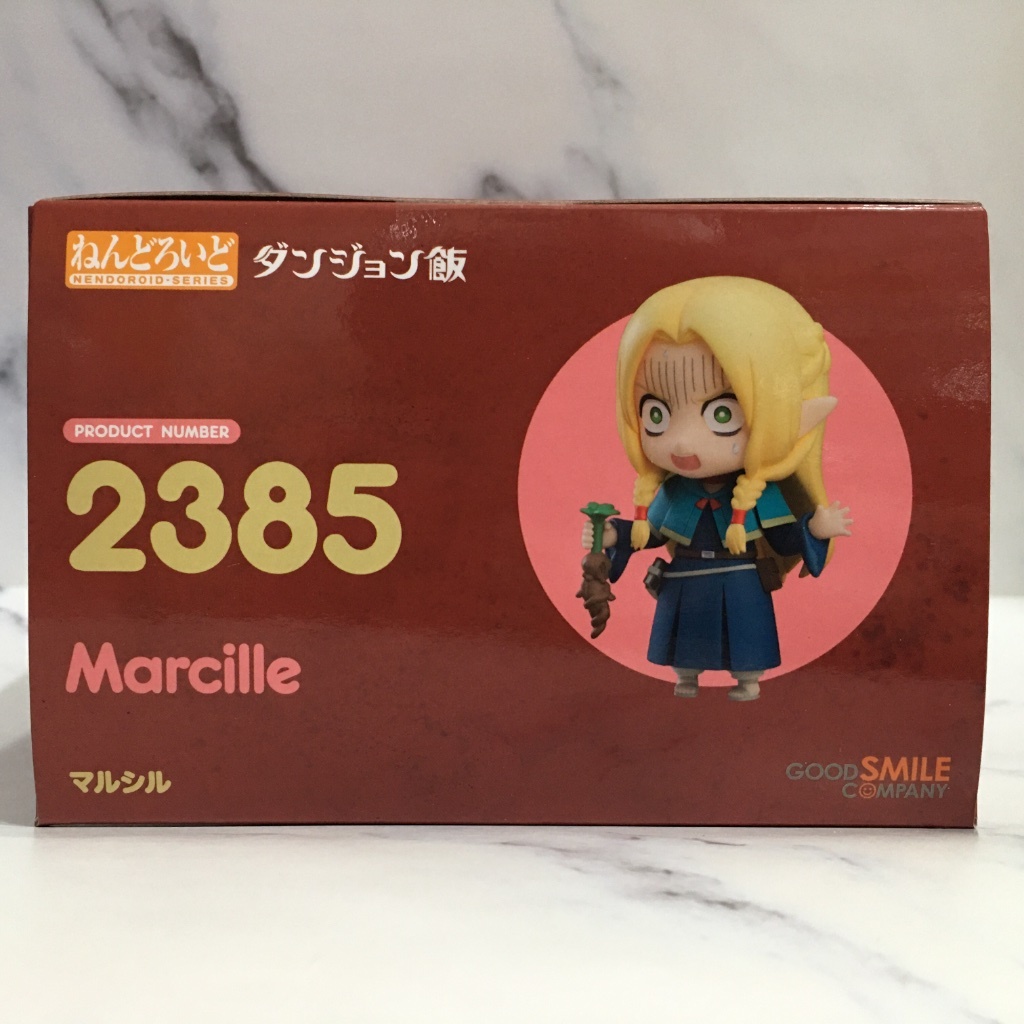 ねんどろいど
NENDOROID・SERIES
ダンジョン飯
PRODUCT NUMBER
2385
Marcille
マルシル
GOOD SMILE
COMPANY